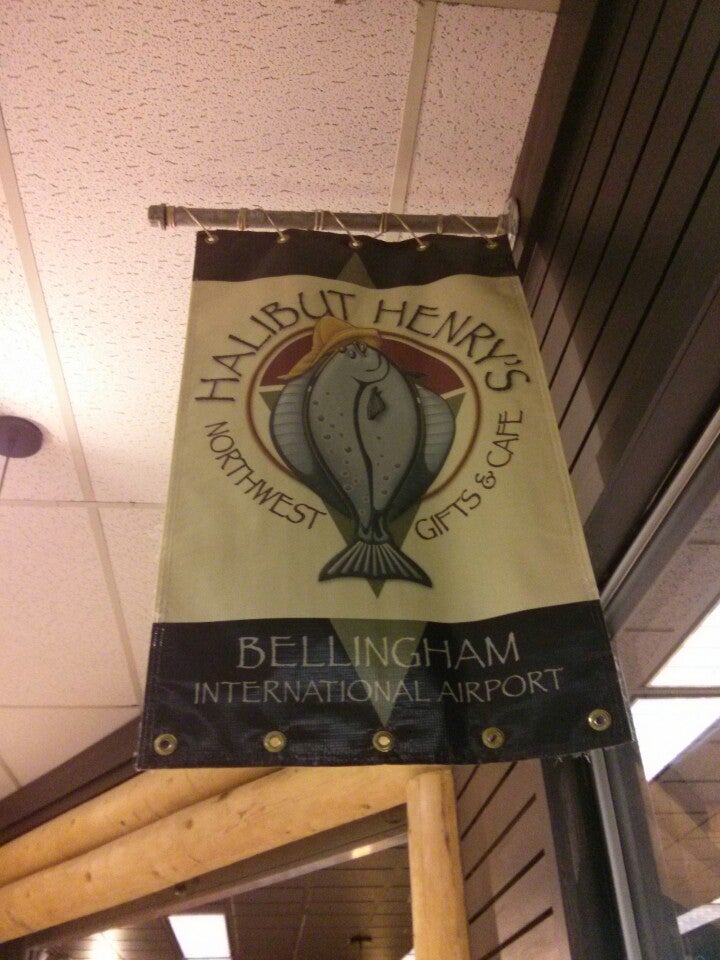 HALIBUT HENRY'S
NORTHWEST GIFTS & CAFE
BELLINGHAM
INTERNATIONAL AIRPORT